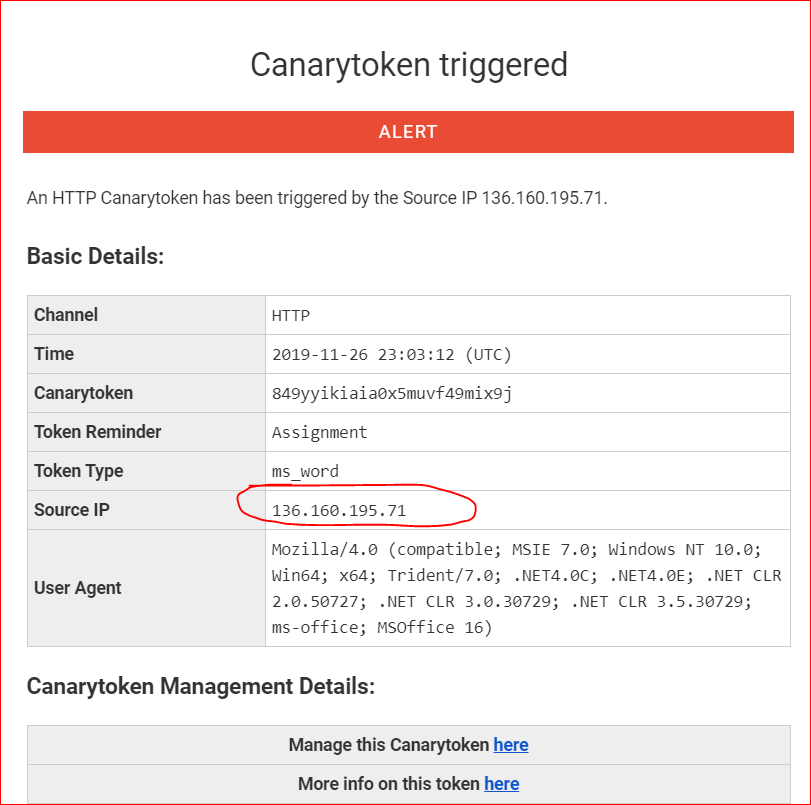 Canarytoken triggered
ALERT
An HTTP Canarytoken has been triggered by the Source IP 136.160.195.71.
Basic Details:
Channel HTTP
Time 2019-11-26 23:03:12 (UTC)
Canarytoken 849yyikiaia0x5muvf49mix9j
Token Reminder Assignment
Token Type ms_word
Source IP 136.160.195.71
User Agent Mozilla/4.0 (compatible; MSIE 7.0; Windows NT 10.0;
Win64; x64; Trident/7.0; .NET4.0C; .NET4.0E; .NET CLR
2.0.50727; .NET CLR 3.0.30729; .NET CLR 3.5.30729;
ms-office; MSOffice 16)
Canarytoken Management Details:
Manage this Canarytoken here
More info on this token here